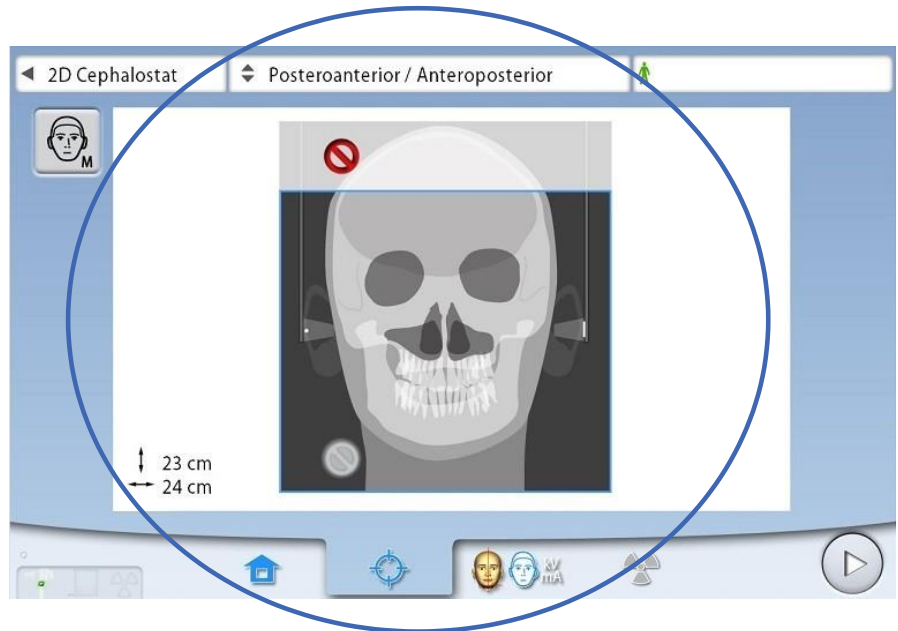 2D Cephalostat
Posteroanterior / Anteroposterior
M
23 cm
24 cm
kV
mA